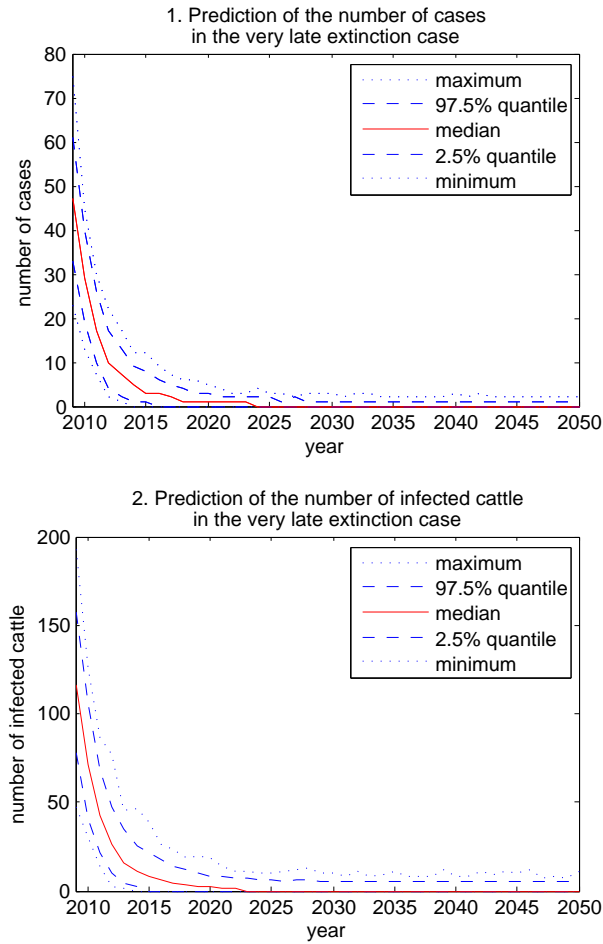 1. Prediction of the number of cases
in the very late extinction case
80
70
60
50
40
30
20
10
0
number of cases
maximum
97.5% quantile
median
2.5% quantile
minimum
2010 2015 2020 2025 2030 2035 2040 2045 2050
year
2. Prediction of the number of infected cattle
in the very late extinction case
200
150
100
50
0
number of infected cattle
maximum
97.5% quantile
median
2.5% quantile
minimum
2010 2015 2020 2025 2030 2035 2040 2045 2050
year